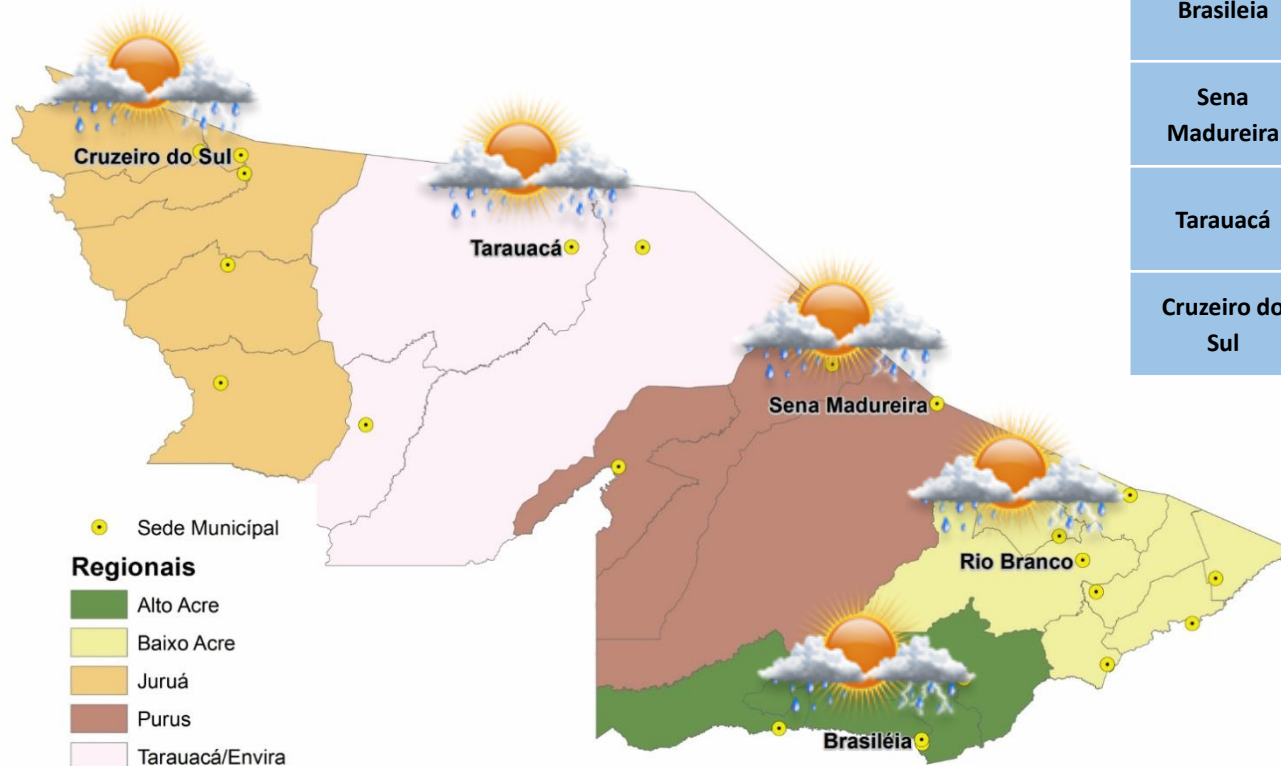 Cruzeiro do Sul
Tarauacá
Sena Madureira
Rio Branco
Brasiléia
Sede Municípal
Regionais
Alto Acre
Baixo Acre
Juruá
Purus
Tarauacá/Envira
Brasileia
Sena
Madureira
Tarauacá
Cruzeiro do
Sul